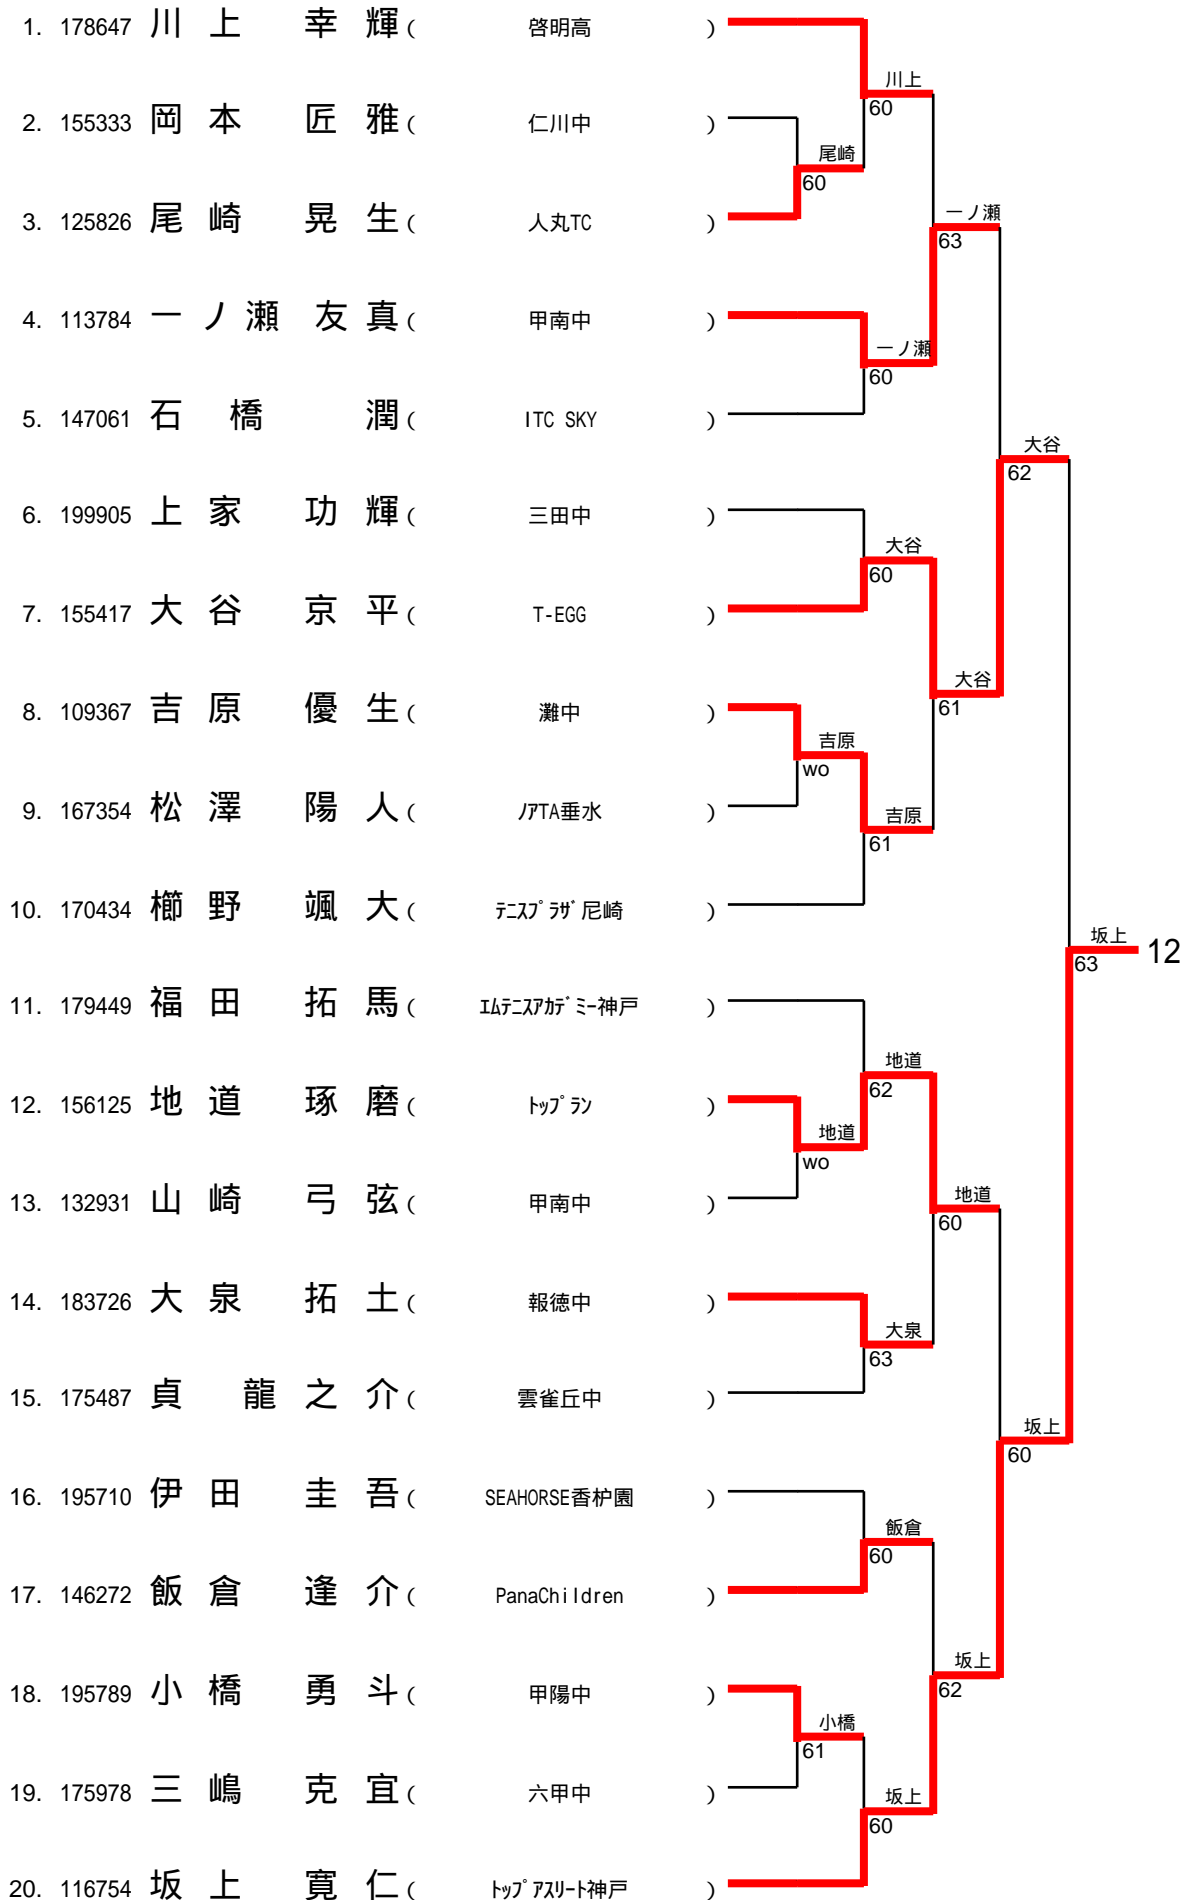 1. 178647 川上 幸輝 ( 啓明高 )
川上
60
2. 155333 岡本 匠雅 ( 仁川中 )
尾崎
60
3. 125826 尾崎 晃生 ( 人丸TC )
一ノ瀬
63
4. 113784 一ノ瀬 友真 ( 甲南中 )
一ノ瀬
60
5. 147061 石橋 潤 ( ITC SKY )
大谷
62
6. 199905 上家 功輝 ( 三田中 )
大谷
60
7. 155417 大谷 京平 ( T-EGG )
大谷
61
8. 109367 吉原 優生 ( 灘中 )
吉原
wo
9. 167354 松澤 陽人 ( ﾉｱTA垂水 )
吉原
61
10. 170434 櫛野 颯大 ( ﾃﾆｽﾌﾟﾗｻﾞ尼崎 )
坂上 12
63
11. 179449 福田 拓馬 ( ｴﾑﾃﾆｽｱｶﾃﾞﾐｰ神戸 )
地道
62
12. 156125 地道 琢磨 ( ﾄｯﾌﾟﾗﾝ )
地道
wo
13. 132931 山崎 弓弦 ( 甲南中 )
地道
60
14. 183726 大泉 拓土 ( 報徳中 )
大泉
63
15. 175487 貞 龍之介 ( 雲雀丘中 )
坂上
60
16. 195710 伊田 圭吾 ( SEAHORSE香枦園 )
飯倉
60
17. 146272 飯倉 逢介 ( PanaChildren )
坂上
62
18. 195789 小橋 勇斗 ( 甲陽中 )
小橋
61
19. 175978 三嶋 克宜 ( 六甲中 )
坂上
60
20. 116754 坂上 寛仁 ( ﾄｯﾌﾟｱｽﾘｰﾄ神戸 )